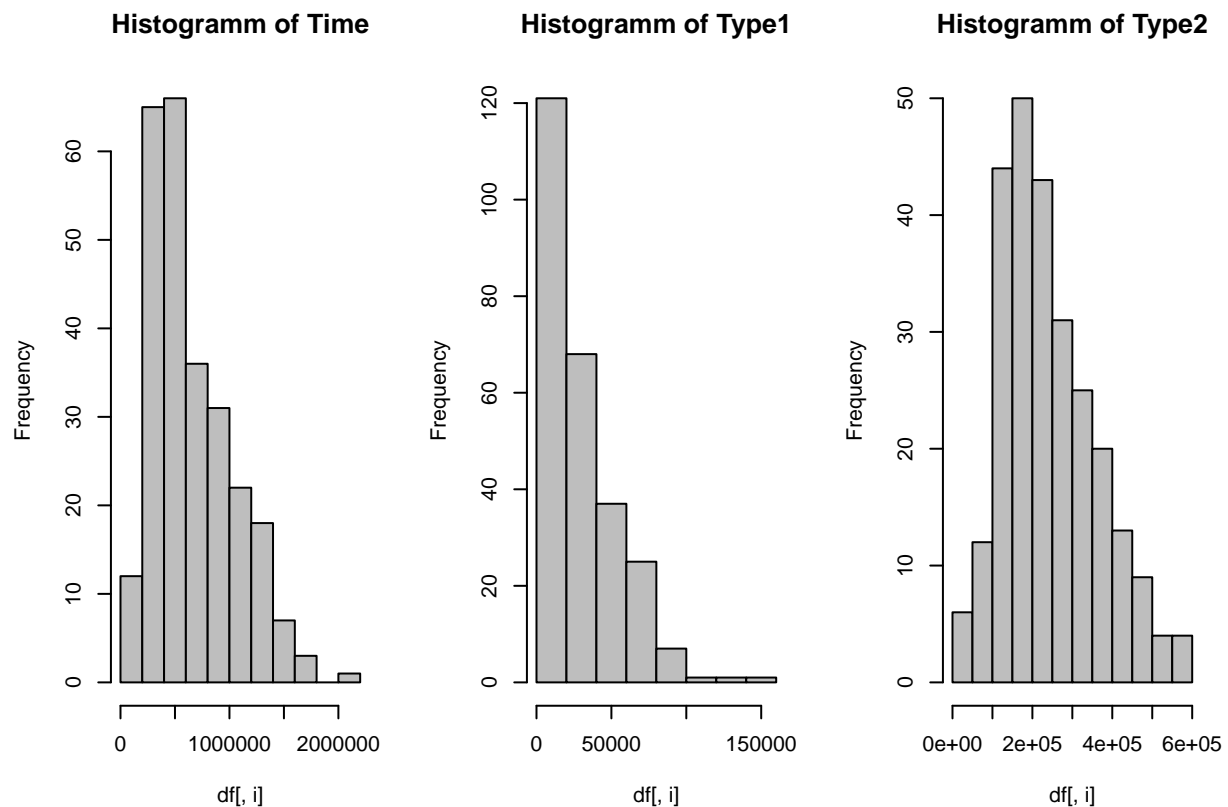 Histogramm of Time
Frequency
0
10
20
30
40
50
60
0
1000000
2000000
df[, i]
Histogramm of Type1
Frequency
0
20
40
60
80
100
120
0
50000
150000
df[, i]
Histogramm of Type2
Frequency
0
10
20
30
40
50
0e+00
2e+05
4e+05
6e+05
df[, i]